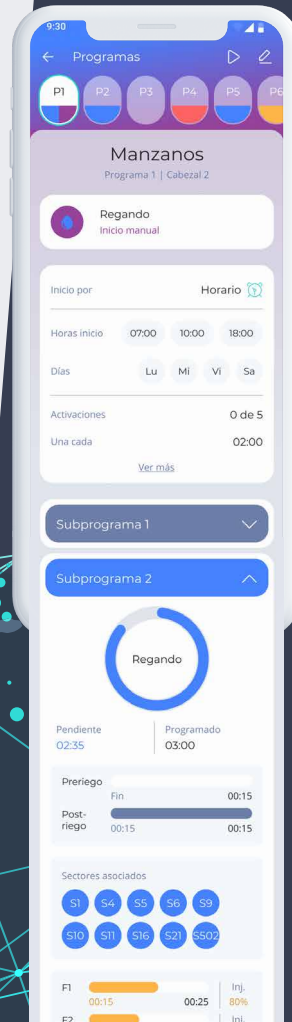 9:30
Programas
P1 P2 P3 P4 P5 P6
Manzanos
Programa 1 | Cabezal 2
Regando
Inicio manual
Inicio por Horario
Horas inicio 07:00 10:00 18:00
Días Lu Mi Vi Sa
Activaciones 0 de 5
Una cada 02:00
Ver más
Subprograma 1
Subprograma 2
Regando
Pendiente Programado
02:35 03:00
Preriego
Fin 00:15
Post-
riego 00:15 00:15
Sectores asociados
S1 S4 S5 S6 S9
S10 S11 S16 S21 S502
F1 Inj.
00:15 00:25 80%
F2 Inj.